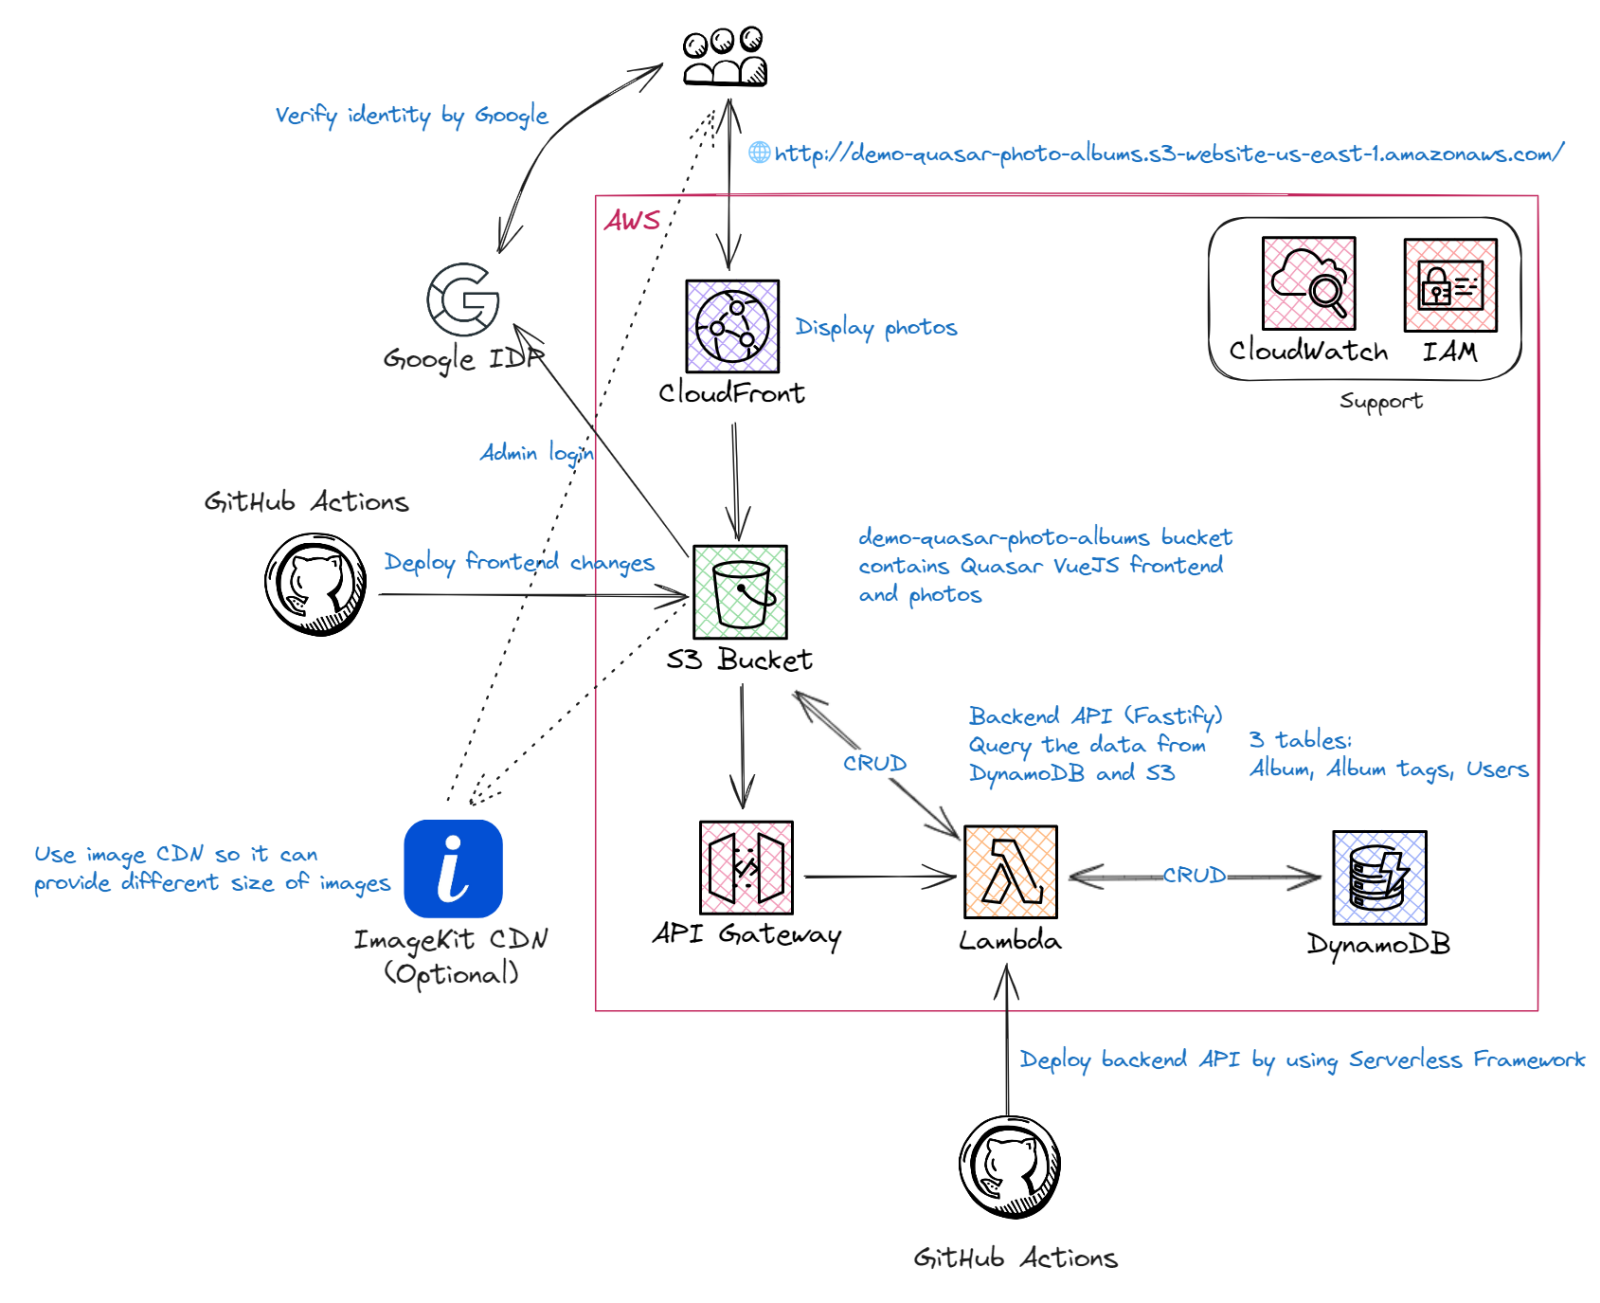 Verify identity by Google
http://demo-quasar-photo-albums.s3-website-us-east-1.amazonaws.com/
AWS
CloudWatch
IAM
Support
Google IDP
Display photos
CloudFront
Admin login
GitHub Actions
Deploy frontend changes
demo-quasar-photo-albums bucket
contains Quasar VueJS frontend
and photos
S3 Bucket
CRUD
Backend API (Fastify)
Query the data from
DynamoDB and S3
3 tables:
Album, Album tags, Users
Use image CDN so it can
provide different size of images
i
ImageKit CDN
(Optional)
API Gateway
Lambda
CRUD
DynamoDB
Deploy backend API by using Serverless Framework
GitHub Actions